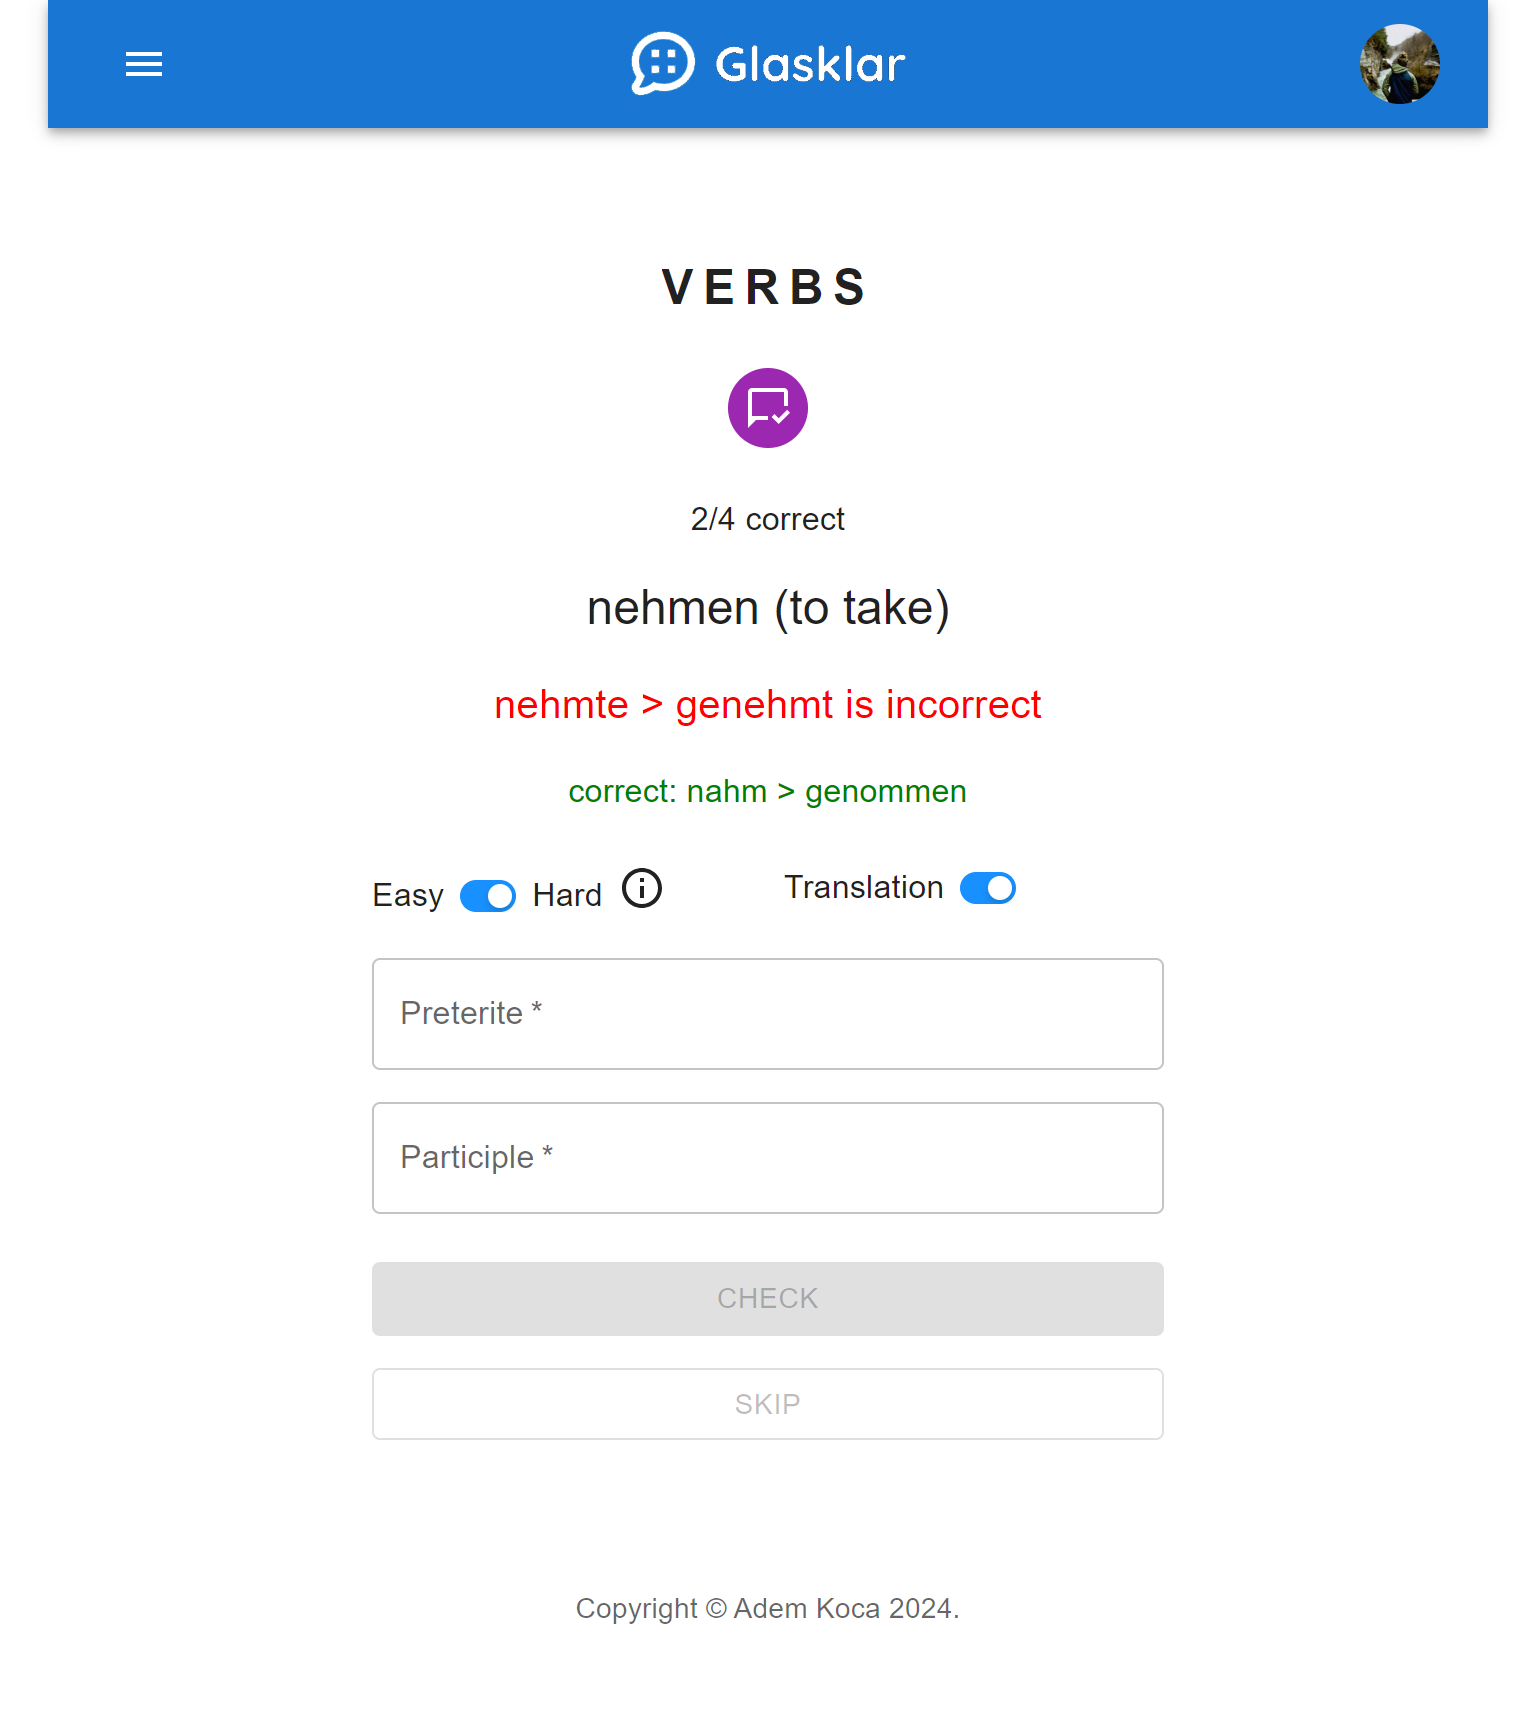 Glasklar
VERBS
2/4 correct
nehmen (to take)
nehmte > genehmt is incorrect
correct: nahm > genommen
Easy Hard Translation
Preterite *
Participle *
CHECK
SKIP
Copyright © Adem Koca 2024.